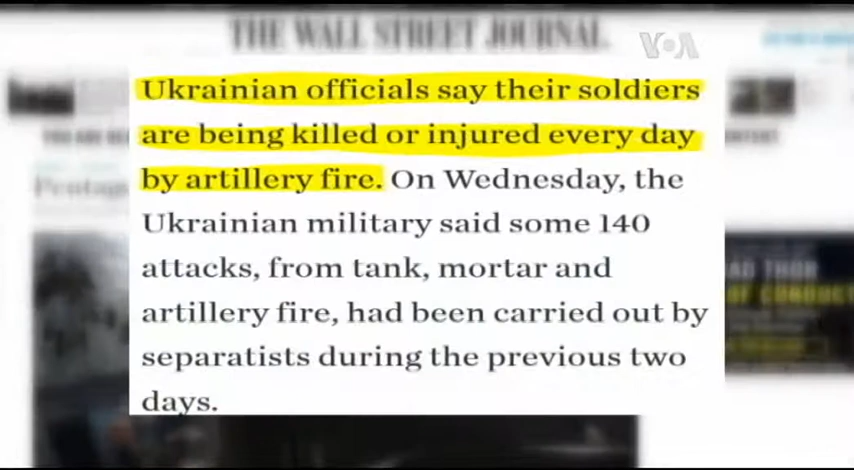 THE WALL STREET JOURNAL
VOA
Ukrainian officials say their soldiers
are being killed or injured every day
by artillery fire. On Wednesday, the
Ukrainian military said some 140
attacks, from tank, mortar and
artillery fire, had been carried out by
separatists during the previous two
days.